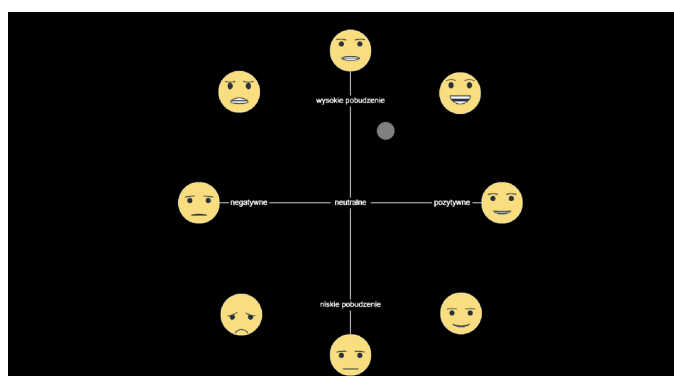 wysokie pobudzenie
negatywne
neutralne
pozytywne
niskie pobudzenie